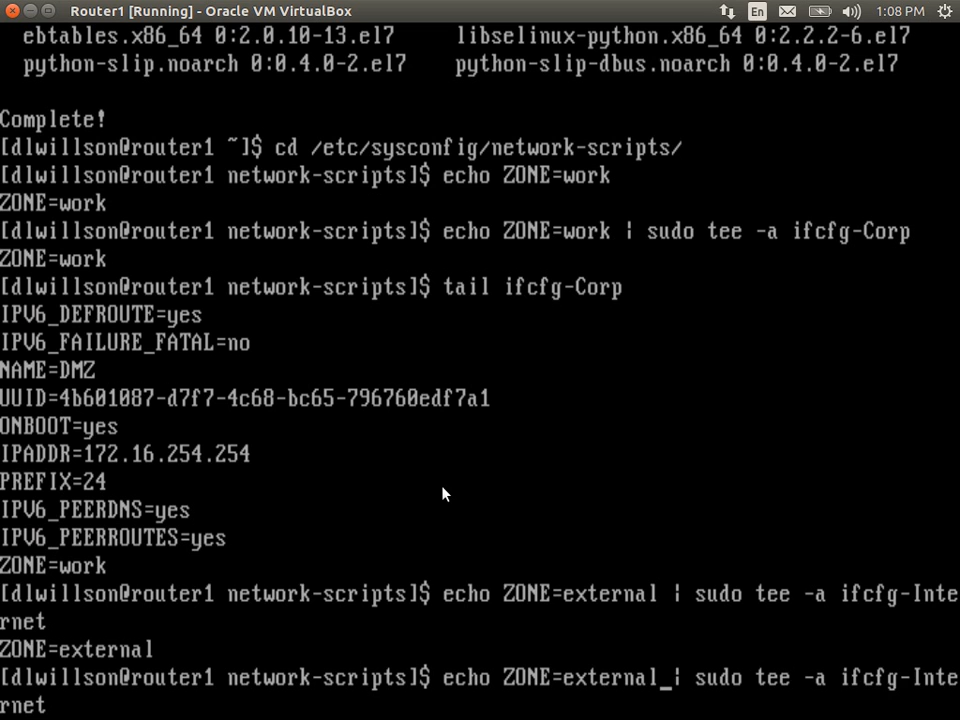 Router1 [Running] - Oracle VM VirtualBox
En
1:08 PM
ebtables.x86_64 0:2.0.10-13.el7 libselinux-python.x86_64 0:2.2.2-6.el7
python-slip.noarch 0:0.4.0-2.el7 python-slip-dbus.noarch 0:0.4.0-2.el7
Complete!
[dlwillson@router1 ~]$ cd /etc/sysconfig/network-scripts/
[dlwillson@router1 network-scripts]$ echo ZONE=work
ZONE=work
[dlwillson@router1 network-scripts]$ echo ZONE=work | sudo tee -a ifcfg-Corp
ZONE=work
[dlwillson@router1 network-scripts]$ tail ifcfg-Corp
IPV6_DEFROUTE=yes
IPV6_FAILURE_FATAL=no
NAME=DMZ
UUID=4b601087-d7f7-4c68-bc65-796760edf7a1
ONBOOT=yes
IPADDR=172.16.254.254
PREFIX=24
IPV6_PEERDNS=yes
IPV6_PEERROUTES=yes
ZONE=work
[dlwillson@router1 network-scripts]$ echo ZONE=external | sudo tee -a ifcfg-Inte
rnet
ZONE=external
[dlwillson@router1 network-scripts]$ echo ZONE=external_| sudo tee -a ifcfg-Inte
rnet